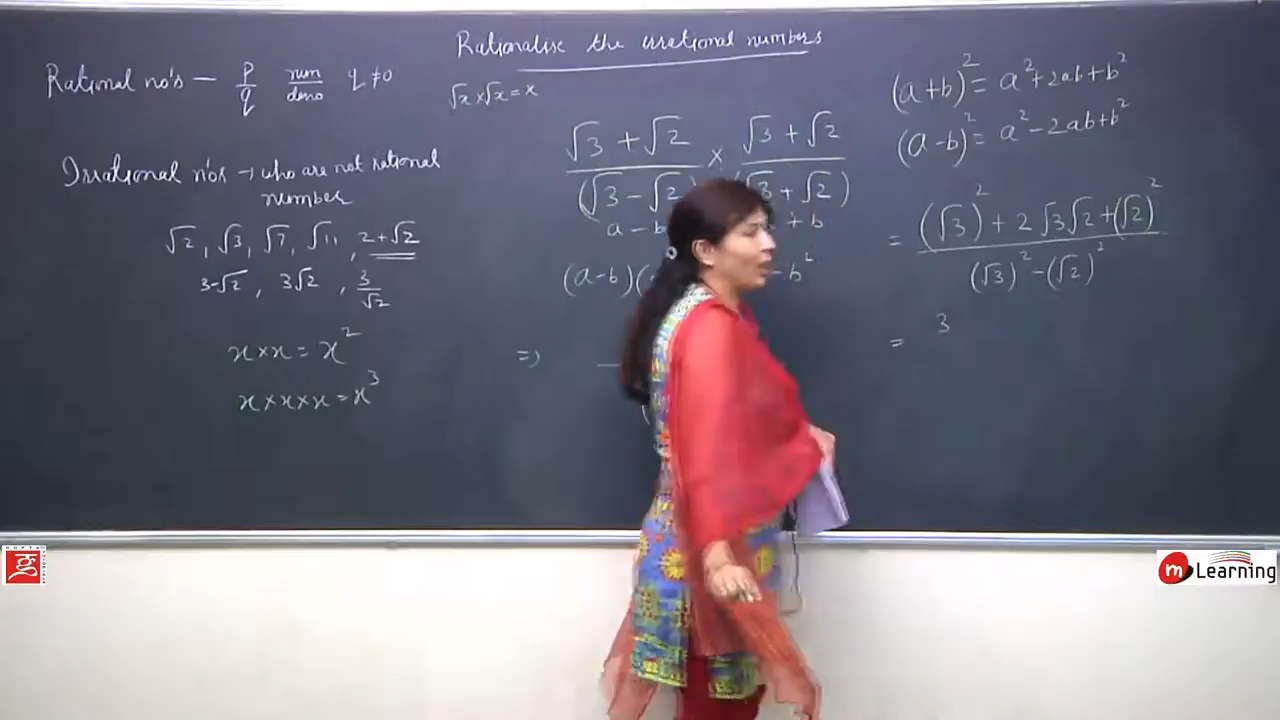 Rationalise the irrational numbers
Rational no's — p/q num/deno q ≠ 0
√x × √x = x
Irrational no's → who are not rational
number
√2, √3, √7, √11, 2+√2
3-√2, 3√2, 3/√2
x × x = x²
x × x × x = x³
√3 + √2 × √3 + √2
(√3 - √2) √3 + √2)
+ b
(a-b)( - b²
=>
(a+b)² = a² + 2ab + b²
(a-b)² = a² - 2ab + b²
= (√3)² + 2√3√2 + (√2)²
(√3)² - (√2)²
= 3
m Learning